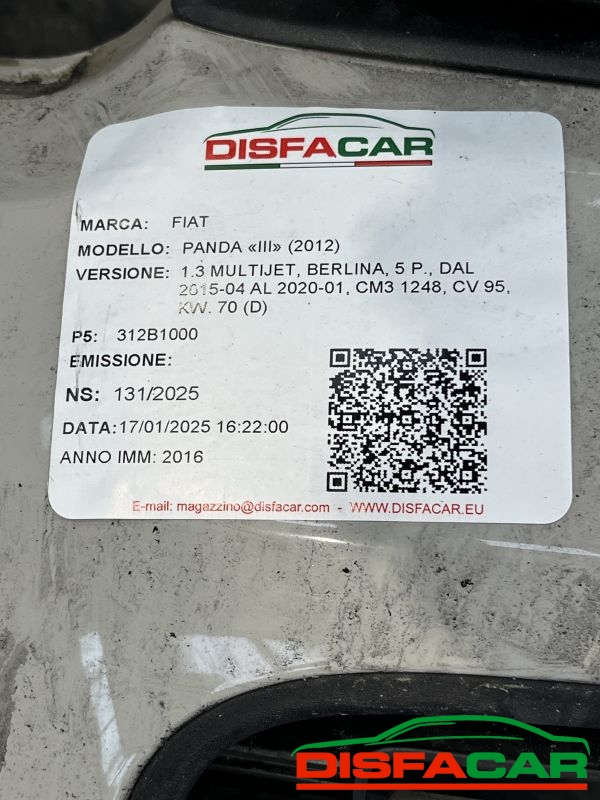 DISFACAR
MARCA: FIAT
MODELLO: PANDA «III» (2012)
VERSIONE: 1.3 MULTIJET, BERLINA, 5 P., DAL
2015-04 AL 2020-01, CM3 1248, CV 95,
KW. 70 (D)
P5: 312B1000
EMISSIONE:
NS: 131/2025
DATA:17/01/2025 16:22:00
ANNO IMM: 2016
E-mail: magazzino@disfacar.com - WWW.DISFACAR.EU
DISFACAR